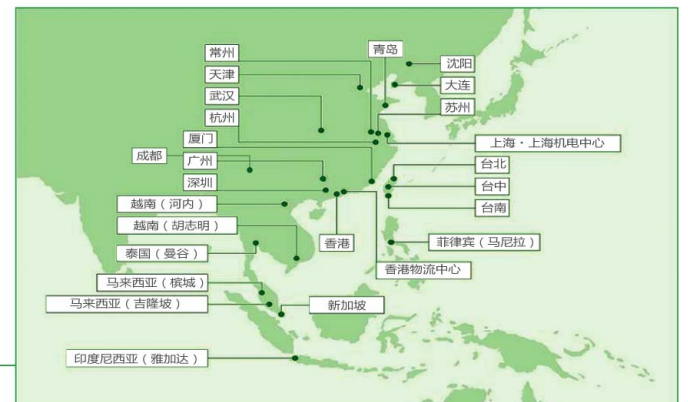 常州
青岛
天津
沈阳
武汉
大连
杭州
苏州
厦门
上海・上海机电中心
成都
广州
台北
深圳
台中
越南（河内）
台南
越南（胡志明）
香港
菲律宾（马尼拉）
泰国（曼谷）
香港物流中心
马来西亚（槟城）
马来西亚（吉隆坡）
新加坡
印度尼西亚（雅加达）